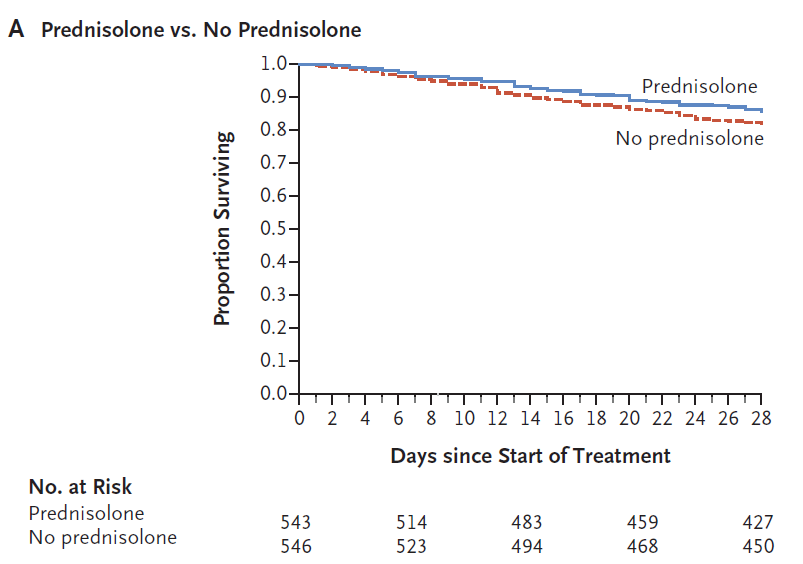 A Prednisolone vs. No Prednisolone
1.0
0.9
0.8
0.7
0.6
0.5
0.4
0.3
0.2
0.1
0.0
Proportion Surviving
Prednisolone
No prednisolone
0 2 4 6 8 10 12 14 16 18 20 22 24 26 28
Days since Start of Treatment
No. at Risk
Prednisolone 543 514 483 459 427
No prednisolone 546 523 494 468 450